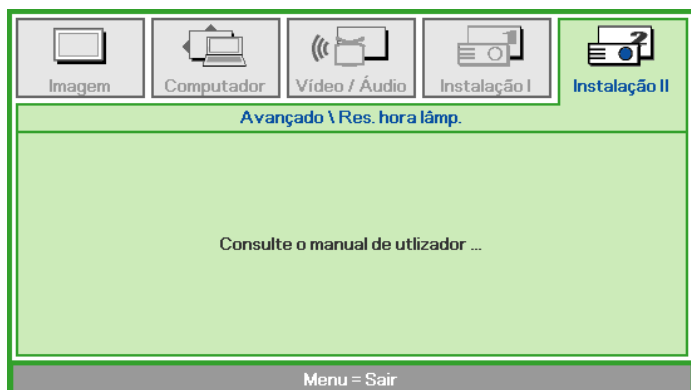 Imagem
Computador
Vídeo / Áudio
Instalação I
Instalação II
Avançado \ Res. hora lâmp.
Consulte o manual de utlizador ...
Menu = Sair